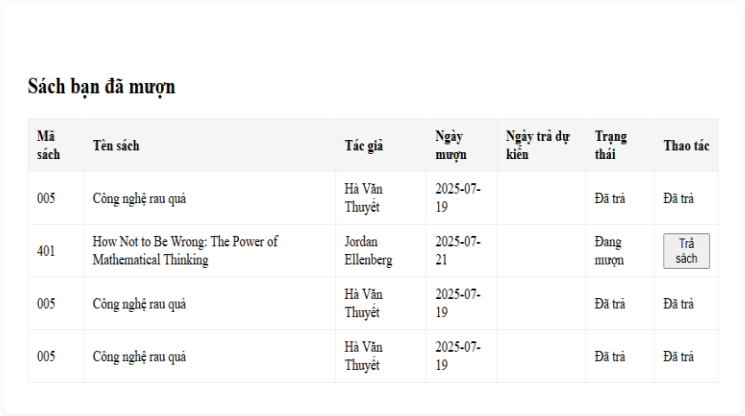 Sách bạn đã mượn
Mã sách Tên sách Tác giả Ngày mượn Ngày trả dự kiến Trạng thái Thao tác
005 Công nghệ rau quả Hà Văn Thuyết 2025-07-19 Đã trả Đã trả
401 How Not to Be Wrong: The Power of Mathematical Thinking Jordan Ellenberg 2025-07-21 Đang mượn Trả sách
005 Công nghệ rau quả Hà Văn Thuyết 2025-07-19 Đã trả Đã trả
005 Công nghệ rau quả Hà Văn Thuyết 2025-07-19 Đã trả Đã trả